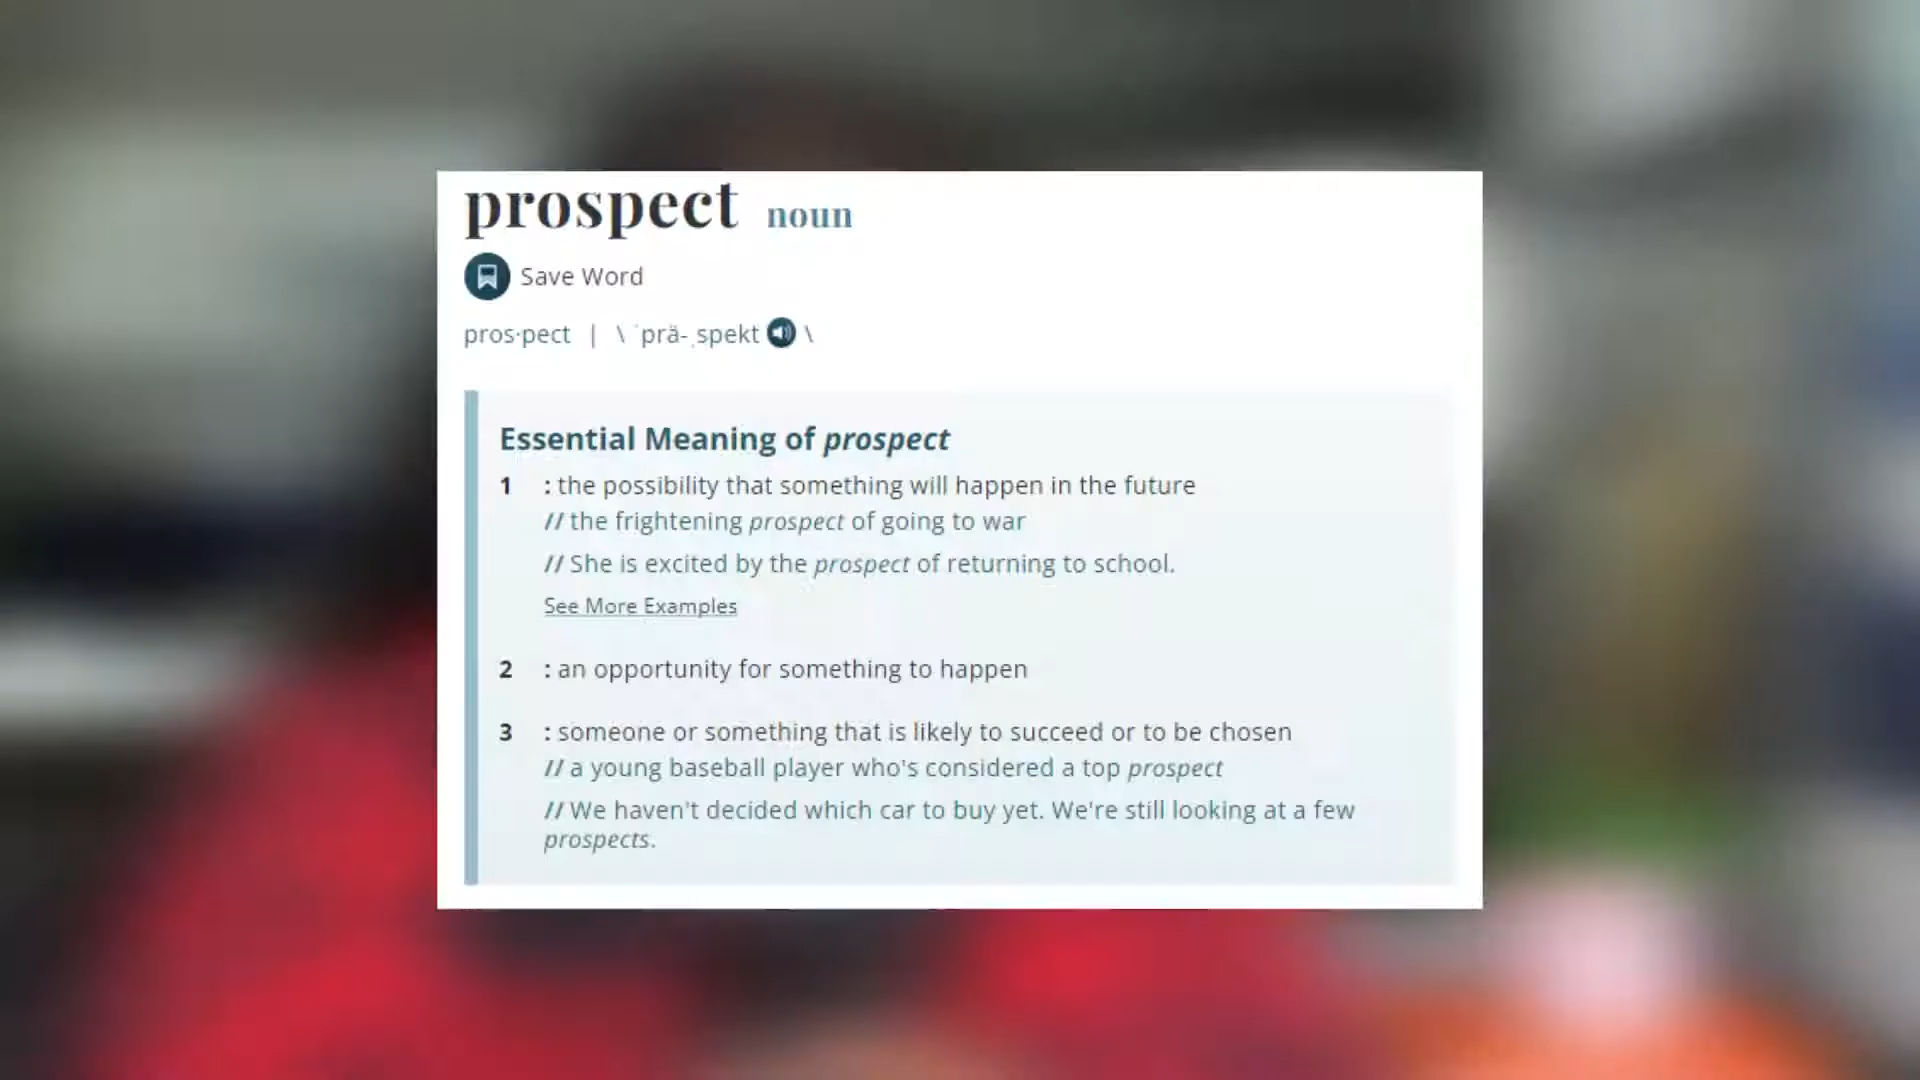 prospect noun
Save Word
pros·pect | \ ˈprä-ˌspekt \
Essential Meaning of prospect
1 : the possibility that something will happen in the future
// the frightening prospect of going to war
// She is excited by the prospect of returning to school.
See More Examples
2 : an opportunity for something to happen
3 : someone or something that is likely to succeed or to be chosen
// a young baseball player who's considered a top prospect
// We haven't decided which car to buy yet. We're still looking at a few
prospects.